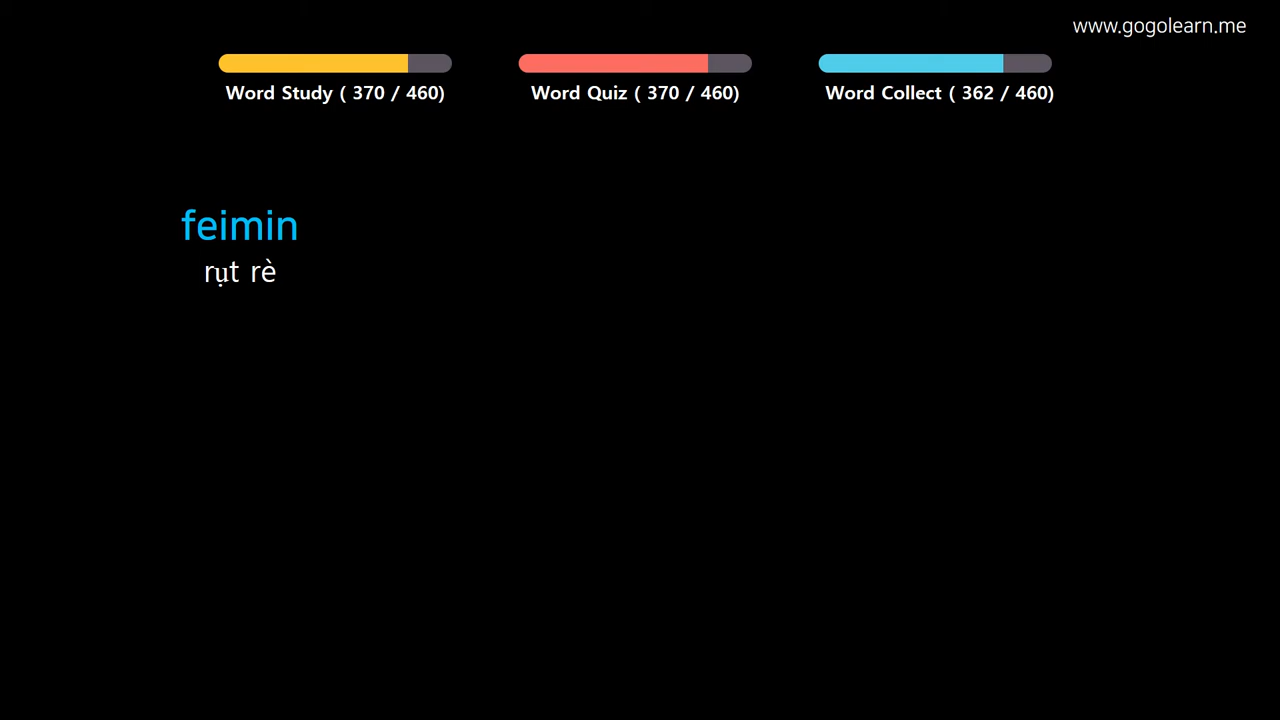 www.gogolearn.me
Word Study ( 370 / 460)
Word Quiz ( 370 / 460)
Word Collect ( 362 / 460)
feimin
rụt rè